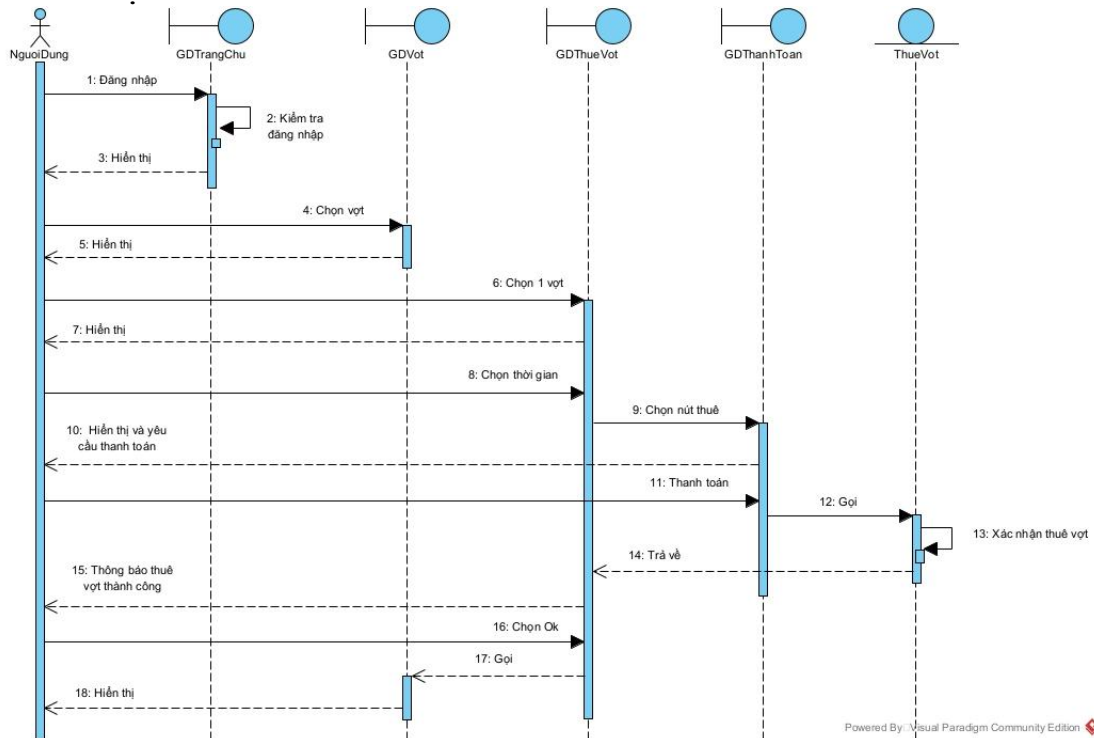 NguoiDung
GDTrangChu
GDVot
GDThueVot
GDThanhToan
ThueVot
1: Đăng nhập
2: Kiểm tra
đăng nhập
3: Hiển thị
4: Chọn vợt
5: Hiển thị
6: Chọn 1 vợt
7: Hiển thị
8: Chọn thời gian
9: Chọn nút thuê
10: Hiển thị và yêu
cầu thanh toán
11: Thanh toán
12: Gọi
13: Xác nhận thuê vợt
14: Trả về
15: Thông báo thuê
vợt thành công
16: Chọn Ok
17: Gọi
18: Hiển thị
Powered By Visual Paradigm Community Edition